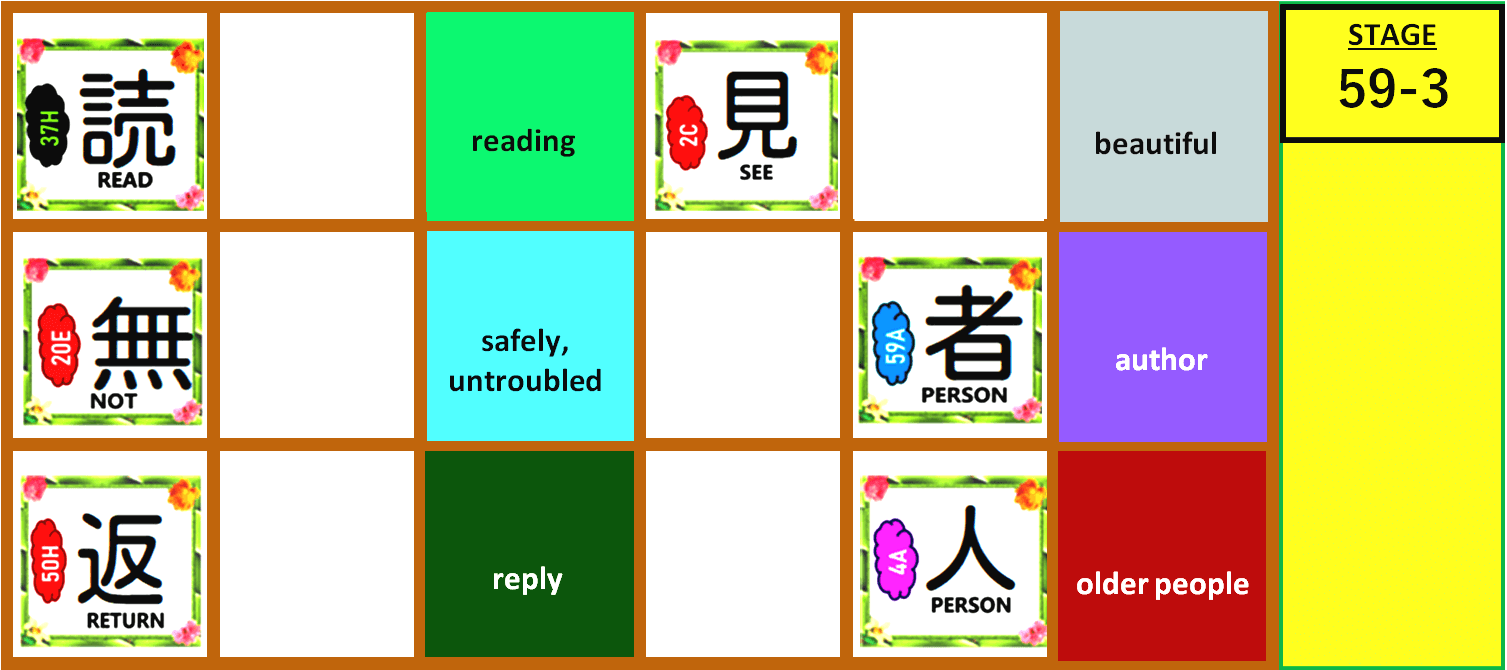 37H
読
READ
reading
2C
見
SEE
beautiful
STAGE
59-3
20E
無
NOT
safely,
untroubled
59A
者
PERSON
author
50H
返
RETURN
reply
4A
人
PERSON
older people